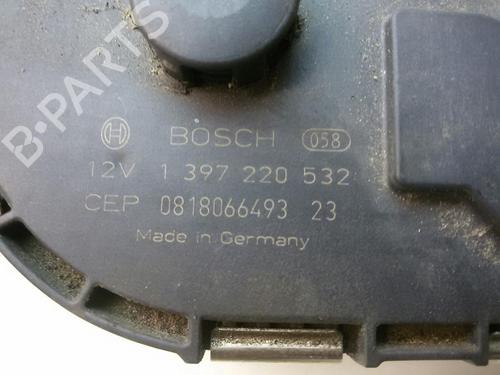 B-PARTS
BOSCH 058
12V 1 397 220 532
CEP 0818066493 23
Made in Germany